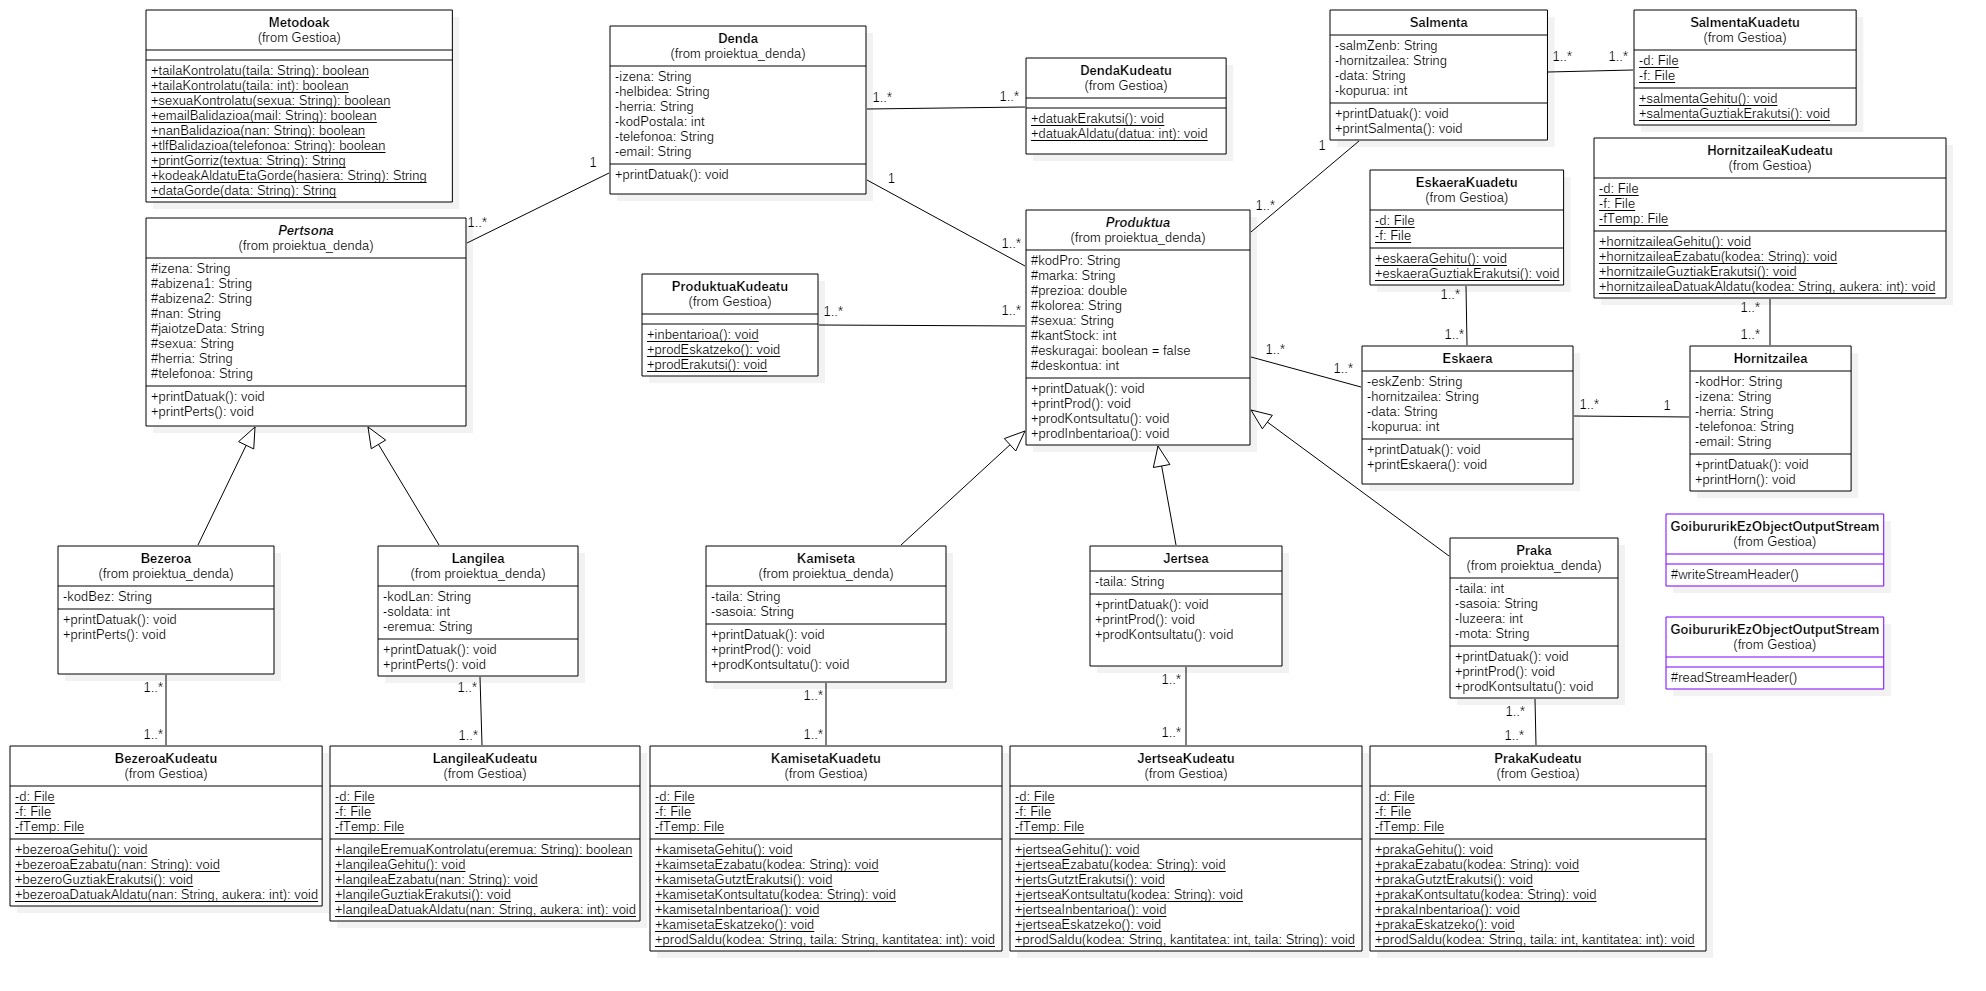 Metodoak
(from Gestioa)
+tailaKontrolatu(taila: String): boolean
+tailaKontrolatu(taila: int): boolean
+sexuaKontrolatu(sexua: String): boolean
+emailBalidazioa(mail: String): boolean
+nanBalidazioa(nan: String): boolean
+tlfBalidazioa(telefonoa: String): boolean
+printGorriz(textua: String): String
+kodeakAldatuEtaGorde(hasiera: String): String
+dataGorde(data: String): String
Denda
(from proiektua_denda)
-izena: String
-helbidea: String
-herria: String
-kodPostala: int
-telefonoa: String
-email: String
+printDatuak(): void
1..*
1..*
DendaKudeatu
(from Gestioa)
+datuakErakutsi(): void
+datuakAldatu(datua: int): void
Salmenta
-salmZenb: String
-hornitzailea: String
-data: String
-kopurua: int
+printDatuak(): void
+printSalmenta(): void
1..*
1..*
SalmentaKuadetu
(from Gestioa)
-d: File
-f: File
+salmentaGehitu(): void
+salmentaGuztiakErakutsi(): void
1
1..*
1
1..*
1
1..*
Pertsona
(from proiektua_denda)
#izena: String
#abizena1: String
#abizena2: String
#nan: String
#jaiotzeData: String
#sexua: String
#herria: String
#telefonoa: String
+printDatuak(): void
+printPerts(): void
ProduktuaKudeatu
(from Gestioa)
+inbentarioa(): void
+prodEskatzeko(): void
+prodErakutsi(): void
1..*
1..*
Produktua
(from proiektua_denda)
#kodPro: String
#marka: String
#prezioa: double
#kolorea: String
#sexua: String
#kantStock: int
#eskuragai: boolean = false
#deskontua: int
+printDatuak(): void
+printProd(): void
+prodKontsultatu(): void
+prodInbentarioa(): void
EskaeraKuadetu
(from Gestioa)
-d: File
-f: File
+eskaeraGehitu(): void
+eskaeraGuztiakErakutsi(): void
1..*
1..*
HornitzaileaKudeatu
(from Gestioa)
-d: File
-f: File
-fTemp: File
+hornitzaileaGehitu(): void
+hornitzaileaEzabatu(kodea: String): void
+hornitzaileGuztiakErakutsi(): void
+hornitzaileaDatuakAldatu(kodea: String, aukera: int): void
1..*
1..*
1..*
1..*
Eskaera
-eskZenb: String
-hornitzailea: String
-data: String
-kopurua: int
+printDatuak(): void
+printEskaera(): void
1..*
1
Hornitzailea
-kodHor: String
-izena: String
-herria: String
-telefonoa: String
-email: String
+printDatuak(): void
+printHorn(): void
GoibururikEzObjectOutputStream
(from Gestioa)
#writeStreamHeader()
GoibururikEzObjectOutputStream
(from Gestioa)
#readStreamHeader()
Bezeroa
(from proiektua_denda)
-kodBez: String
+printDatuak(): void
+printPerts(): void
Langilea
(from proiektua_denda)
-kodLan: String
-soldata: int
-eremua: String
+printDatuak(): void
+printPerts(): void
Kamiseta
(from proiektua_denda)
-taila: String
-sasoia: String
+printDatuak(): void
+printProd(): void
+prodKontsultatu(): void
Jertsea
-taila: String
+printDatuak(): void
+printProd(): void
+prodKontsultatu(): void
Praka
(from proiektua_denda)
-taila: int
-sasoia: String
-luzeera: int
-mota: String
+printDatuak(): void
+printProd(): void
+prodKontsultatu(): void
1..*
1..*
1..*
1..*
1..*
1..*
1..*
1..*
1..*
1..*
BezeroaKudeatu
(from Gestioa)
-d: File
-f: File
-fTemp: File
+bezeroaGehitu(): void
+bezeroaEzabatu(nan: String): void
+bezeroGuztiakErakutsi(): void
+bezeroaDatuakAldatu(nan: String, aukera: int): void
LangileaKudeatu
(from Gestioa)
-d: File
-f: File
-fTemp: File
+langileEremuaKontrolatu(eremua: String): boolean
+langileaGehitu(): void
+langileaEzabatu(nan: String): void
+langileGuztiakErakutsi(): void
+langileaDatuakAldatu(nan: String, aukera: int): void
KamisetaKuadetu
(from Gestioa)
-d: File
-f: File
-fTemp: File
+kamisetaGehitu(): void
+kaimsetaEzabatu(kodea: String): void
+kamisetaGutztErakutsi(): void
+kamisetaKontsultatu(kodea: String): void
+kamisetaInbentarioa(): void
+kamisetaEskatzeko(): void
+prodSaldu(kodea: String, taila: String, kantitatea: int): void
JertseaKudeatu
(from Gestioa)
-d: File
-f: File
-fTemp: File
+jertseaGehitu(): void
+jertseaEzabatu(kodea: String): void
+jertsGutztErakutsi(): void
+jertseaKontsultatu(kodea: String): void
+jertseaInbentarioa(): void
+jertseaEskatzeko(): void
+prodSaldu(kodea: String, kantitatea: int, taila: String): void
PrakaKudeatu
(from Gestioa)
-d: File
-f: File
-fTemp: File
+prakaGehitu(): void
+prakaEzabatu(kodea: String): void
+prakaGutztErakutsi(): void
+prakaKontsultatu(kodea: String): void
+prakaInbentarioa(): void
+prakaEskatzeko(): void
+prodSaldu(kodea: String, taila: int, kantitatea: int): void